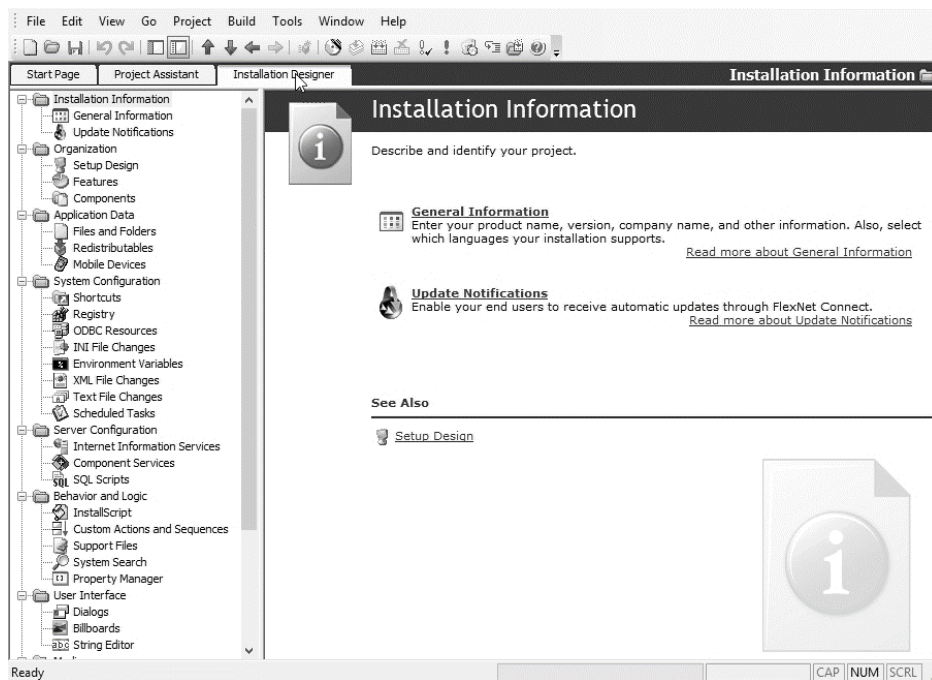 File Edit View Go Project Build Tools Window Help
Start Page Project Assistant Installation Designer Installation Information
Installation Information
General Information
Update Notifications
Organization
Setup Design
Features
Components
Application Data
Files and Folders
Redistributables
Mobile Devices
System Configuration
Shortcuts
Registry
ODBC Resources
INI File Changes
Environment Variables
XML File Changes
Text File Changes
Scheduled Tasks
Server Configuration
Internet Information Services
Component Services
SQL SQL Scripts
Behavior and Logic
InstallScript
Custom Actions and Sequences
Support Files
System Search
Property Manager
User Interface
Dialogs
Billboards
abc String Editor
Installation Information
Describe and identify your project.
General Information
Enter your product name, version, company name, and other information. Also, select
which languages your installation supports.
Read more about General Information
Update Notifications
Enable your end users to receive automatic updates through FlexNet Connect.
Read more about Update Notifications
See Also
Setup Design
Ready CAP NUM SCRL